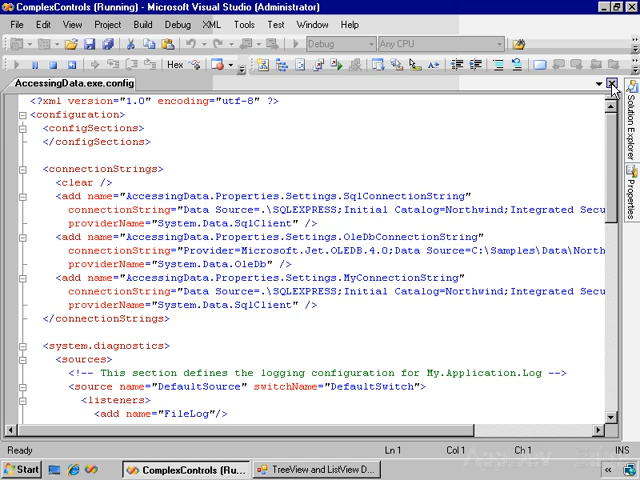 ComplexControls (Running) - Microsoft Visual Studio (Administrator)
File Edit View Project Build Debug XML Tools Test Window Help
Debug Any CPU
Hex
AccessingData.exe.config
<?xml version="1.0" encoding="utf-8" ?>
<configuration>
<configSections>
</configSections>
<connectionStrings>
<clear />
<add name="AccessingData.Properties.Settings.SqlConnectionString"
connectionString="Data Source=.\SQLEXPRESS;Initial Catalog=Northwind;Integrated Secu
providerName="System.Data.SqlClient" />
<add name="AccessingData.Properties.Settings.OleDbConnectionString"
connectionString="Provider=Microsoft.Jet.OLEDB.4.0;Data Source=C:\Samples\Data\North
providerName="System.Data.OleDb" />
<add name="AccessingData.Properties.Settings.MyConnectionString"
connectionString="Data Source=.\SQLEXPRESS;Initial Catalog=Northwind;Integrated Secu
providerName="System.Data.SqlClient" />
</connectionStrings>
<system.diagnostics>
<sources>
<!-- This section defines the logging configuration for My.Application.Log -->
<source name="DefaultSource" switchName="DefaultSwitch">
<listeners>
<add name="FileLog"/>
Solution Explorer
Properties
Ready Ln 1 Col 1 Ch 1 INS
Start ComplexControls (Ru... TreeView and ListView D...